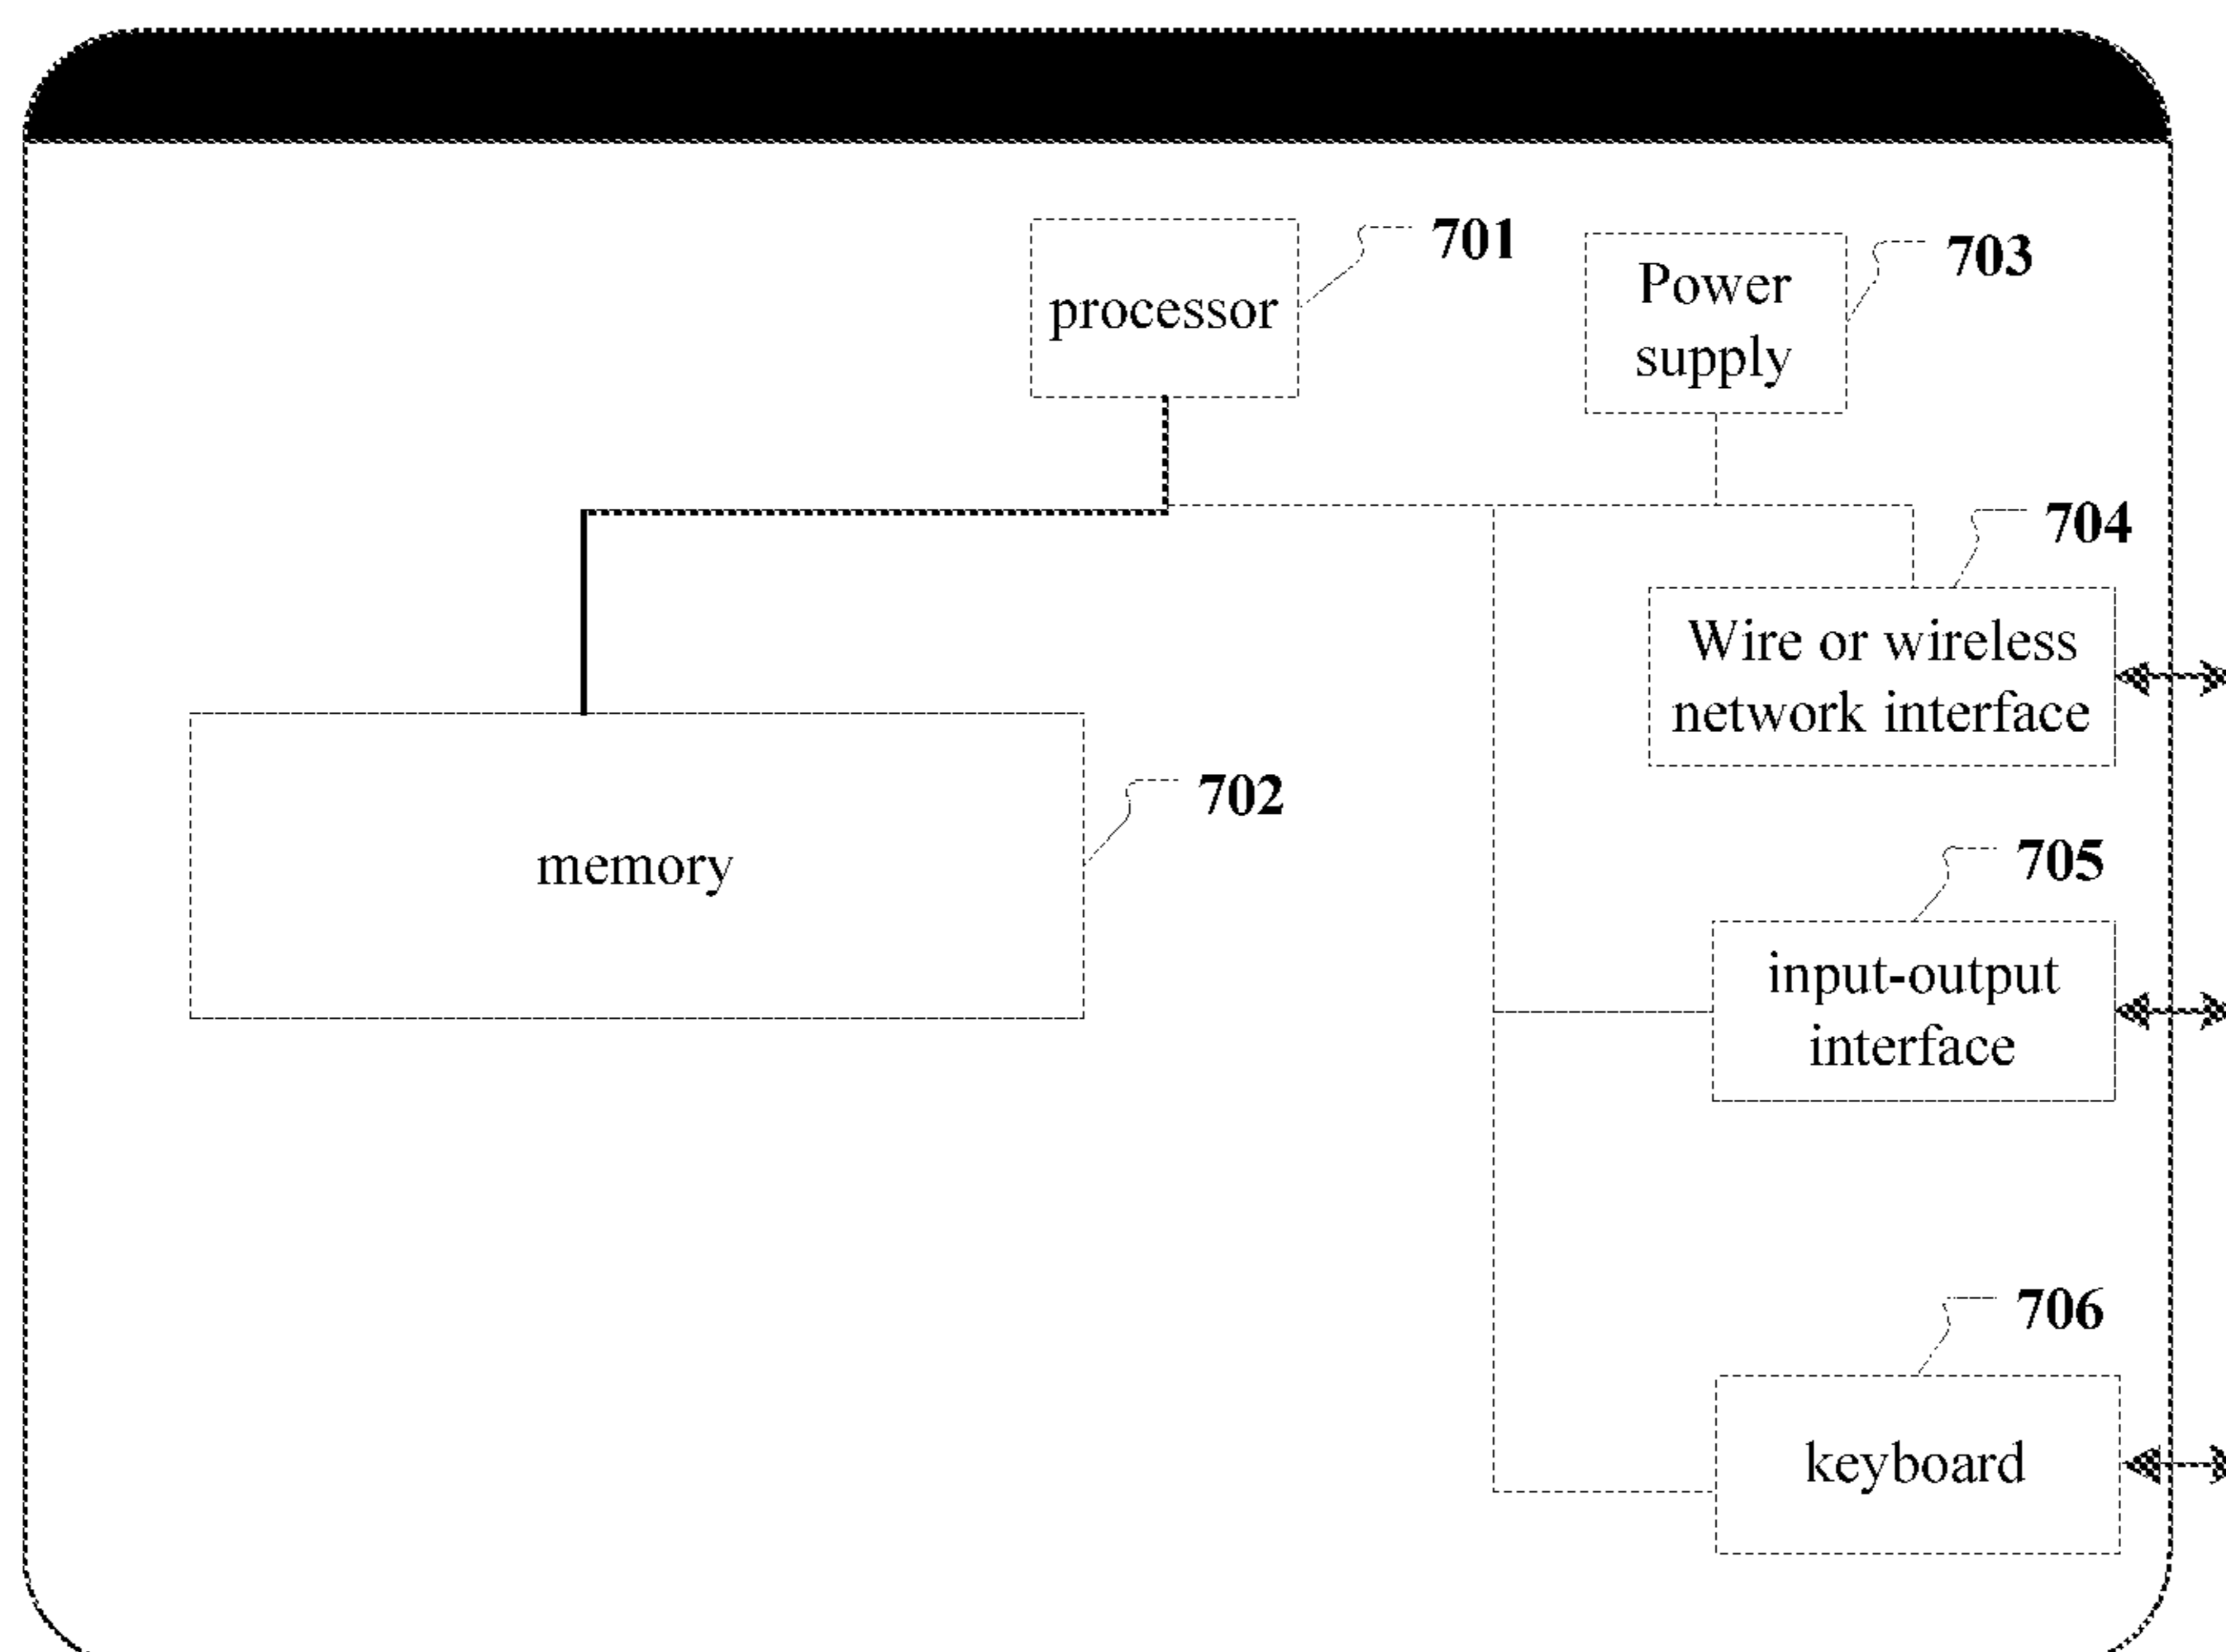 701
processor
703
Power
supply
704
Wire or wireless
network interface
702
memory
705
input-output
interface
706
keyboard